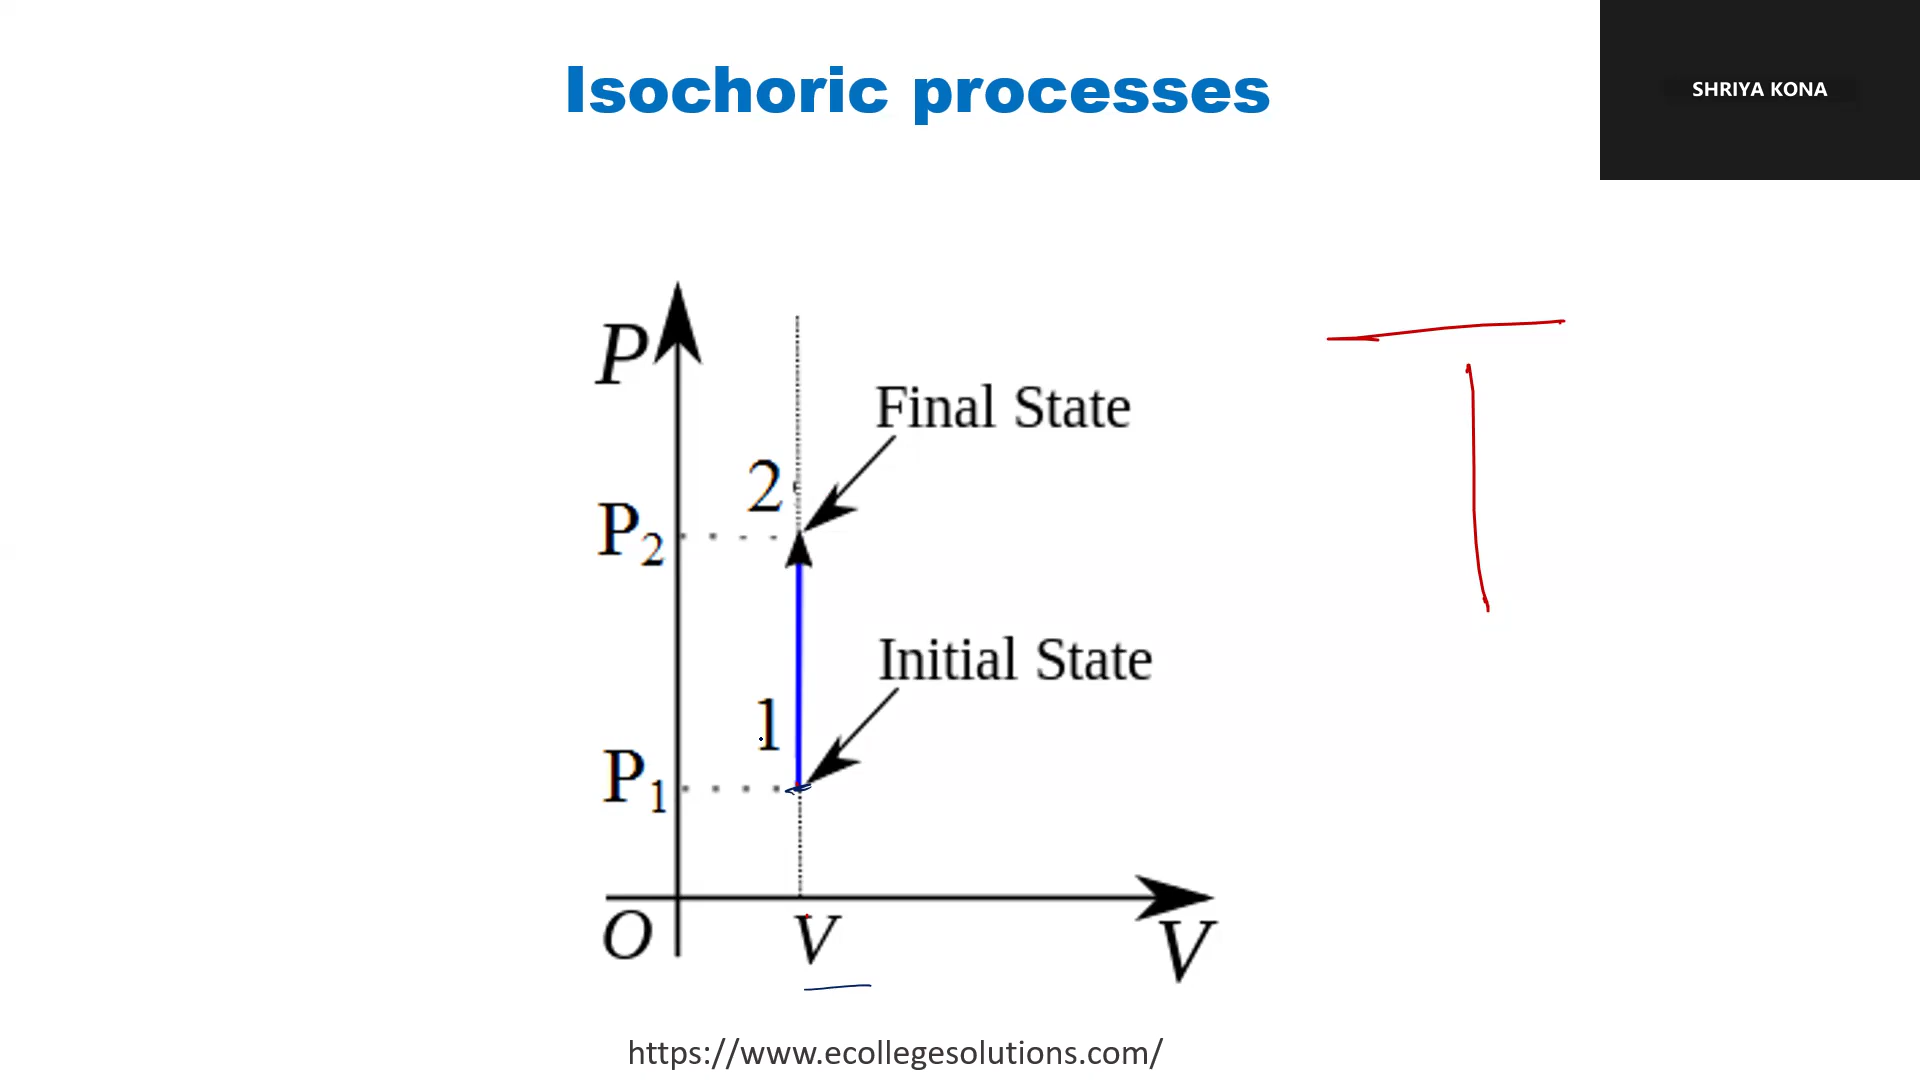 Isochoric processes
SHRIYA KONA
P
Final State
2
P2
Initial State
1
P1
O
V
V
https://www.ecollegesolutions.com/
T